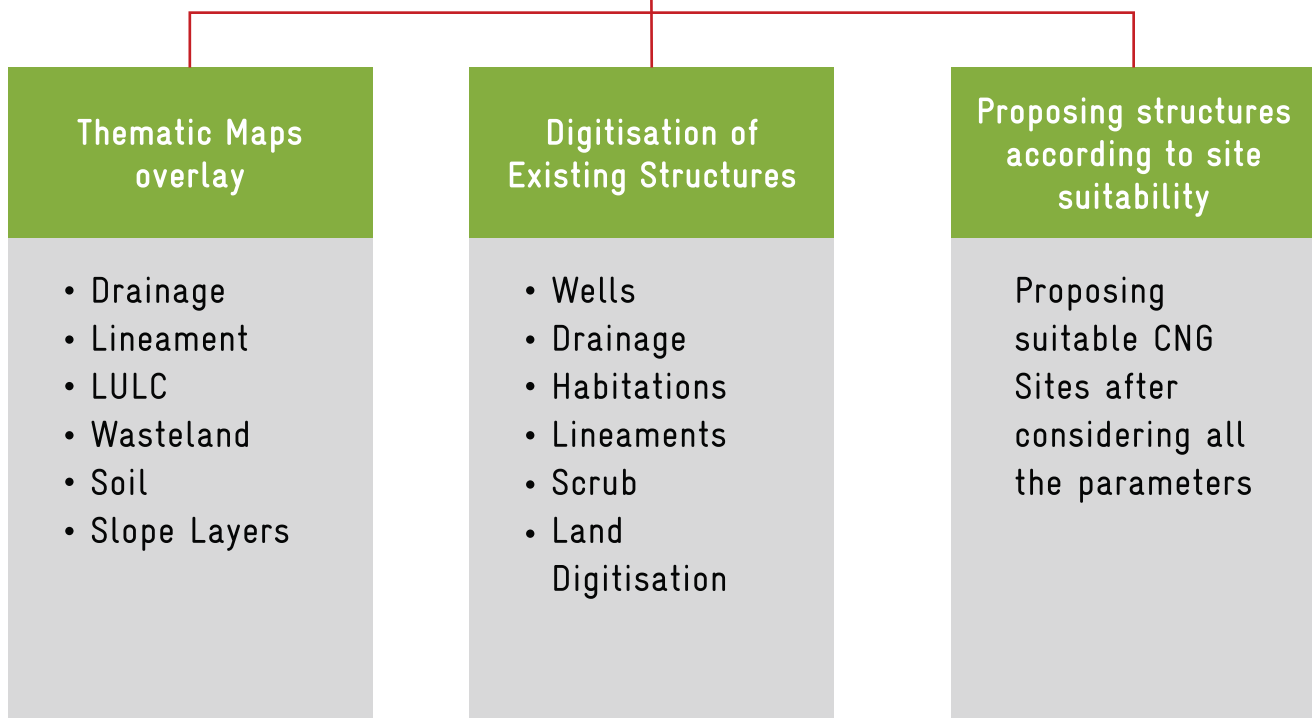 Thematic Maps
overlay
• Drainage
• Lineament
• LULC
• Wasteland
• Soil
• Slope Layers
Digitisation of
Existing Structures
• Wells
• Drainage
• Habitations
• Lineaments
• Scrub
• Land
Digitisation
Proposing structures
according to site
suitability
Proposing
suitable CNG
Sites after
considering all
the parameters